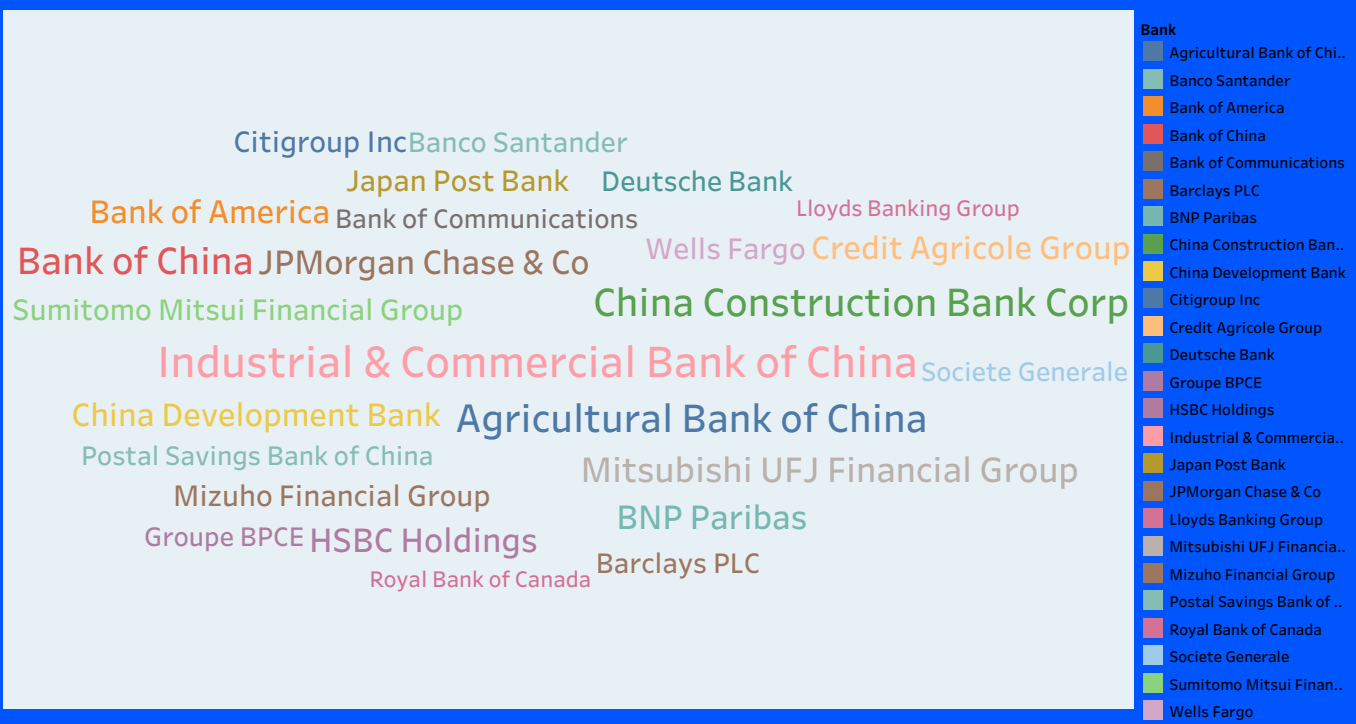 Citigroup Inc Banco Santander
Japan Post Bank Deutsche Bank
Bank of America Bank of Communications Lloyds Banking Group
Bank of China JPMorgan Chase & Co Wells Fargo Credit Agricole Group
Sumitomo Mitsui Financial Group China Construction Bank Corp
Industrial & Commercial Bank of China Societe Generale
China Development Bank Agricultural Bank of China
Postal Savings Bank of China Mitsubishi UFJ Financial Group
Mizuho Financial Group
BNP Paribas
Groupe BPCE HSBC Holdings
Barclays PLC
Royal Bank of Canada
Bank
Agricultural Bank of Chi..
Banco Santander
Bank of America
Bank of China
Bank of Communications
Barclays PLC
BNP Paribas
China Construction Ban..
China Development Bank
Citigroup Inc
Credit Agricole Group
Deutsche Bank
Groupe BPCE
HSBC Holdings
Industrial & Commercia..
Japan Post Bank
JPMorgan Chase & Co
Lloyds Banking Group
Mitsubishi UFJ Financia..
Mizuho Financial Group
Postal Savings Bank of ..
Royal Bank of Canada
Societe Generale
Sumitomo Mitsui Finan..
Wells Fargo